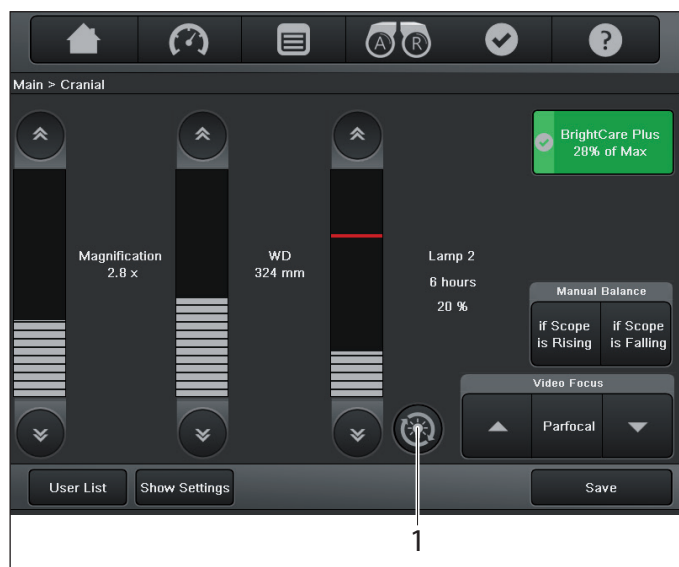 A R ?
Main > Cranial
BrightCare Plus
28% of Max
Magnification
2.8 x
WD
324 mm
Lamp 2
6 hours
20 %
Manual Balance
if Scope
is Rising
if Scope
is Falling
Video Focus
Parfocal
User List
Show Settings
Save
1